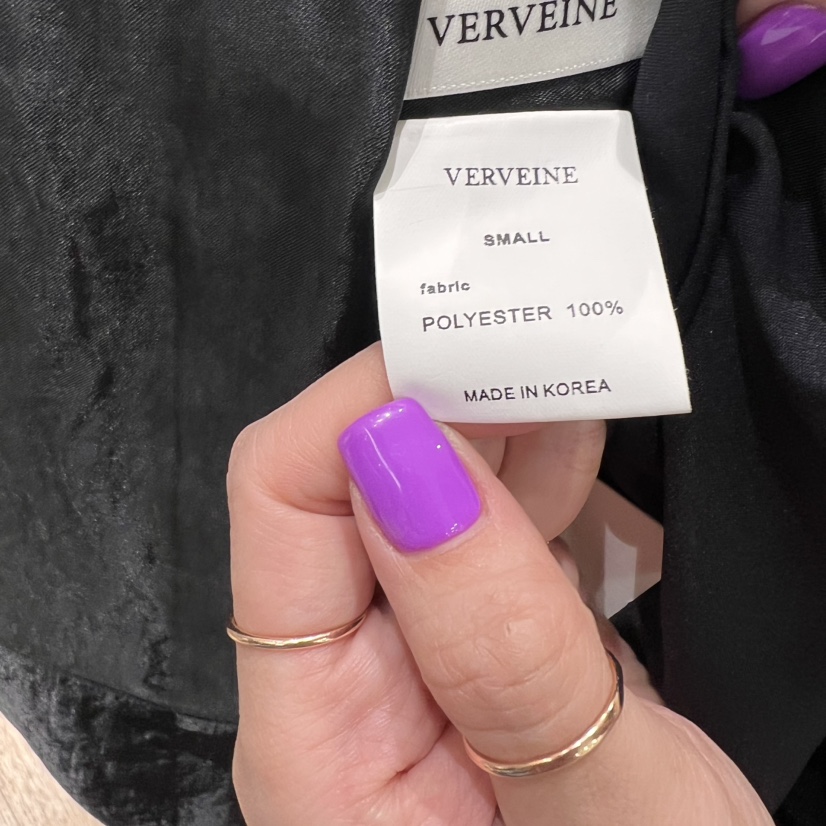 VERVEINE
VERVEINE
SMALL
fabric
POLYESTER 100%
MADE IN KOREA